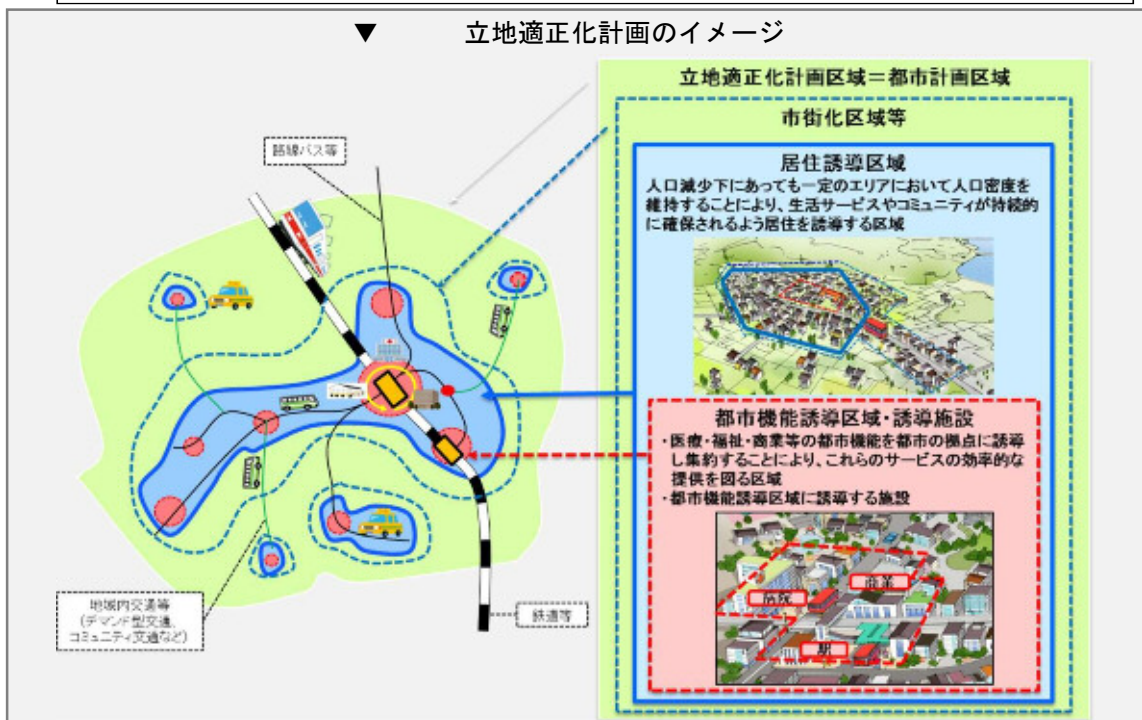 ▼ 立地適正化計画のイメージ
立地適正化計画区域＝都市計画区域
市街化区域等
居住誘導区域
人口減少下にあっても一定のエリアにおいて人口密度を
維持することにより、生活サービスやコミュニティが持続的
に確保されるよう居住を誘導する区域
都市機能誘導区域・誘導施設
・医療・福祉・商業等の都市機能を都市の拠点に誘導
し集約することにより、これらのサービスの効率的な
提供を図る区域
・都市機能誘導区域に誘導する施設
商業
病院
駅
路線バス等
地域内交通等
(デマンド型交通、
コミュニティ交通など)
鉄道等